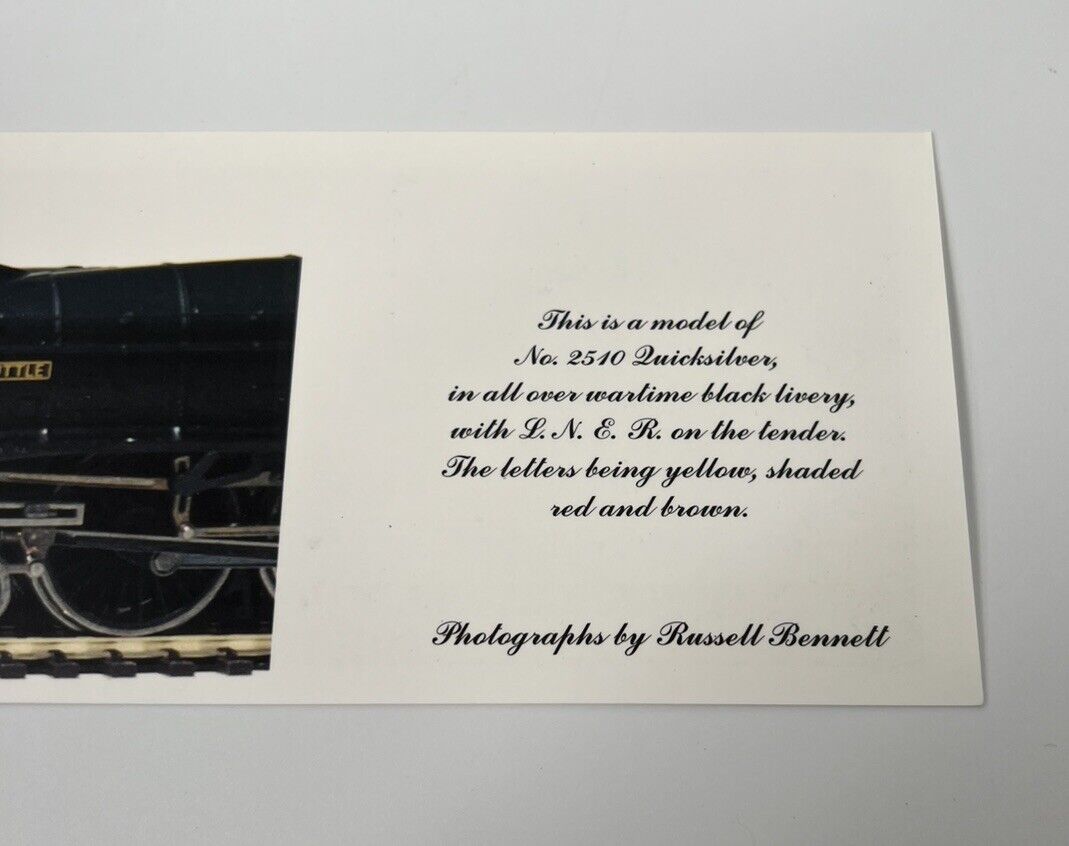 TTLE
This is a model of
No. 2510 Quicksilver,
in all over wartime black livery,
with L. N. E. R. on the tender.
The letters being yellow, shaded
red and brown.
Photographs by Russell Bennett